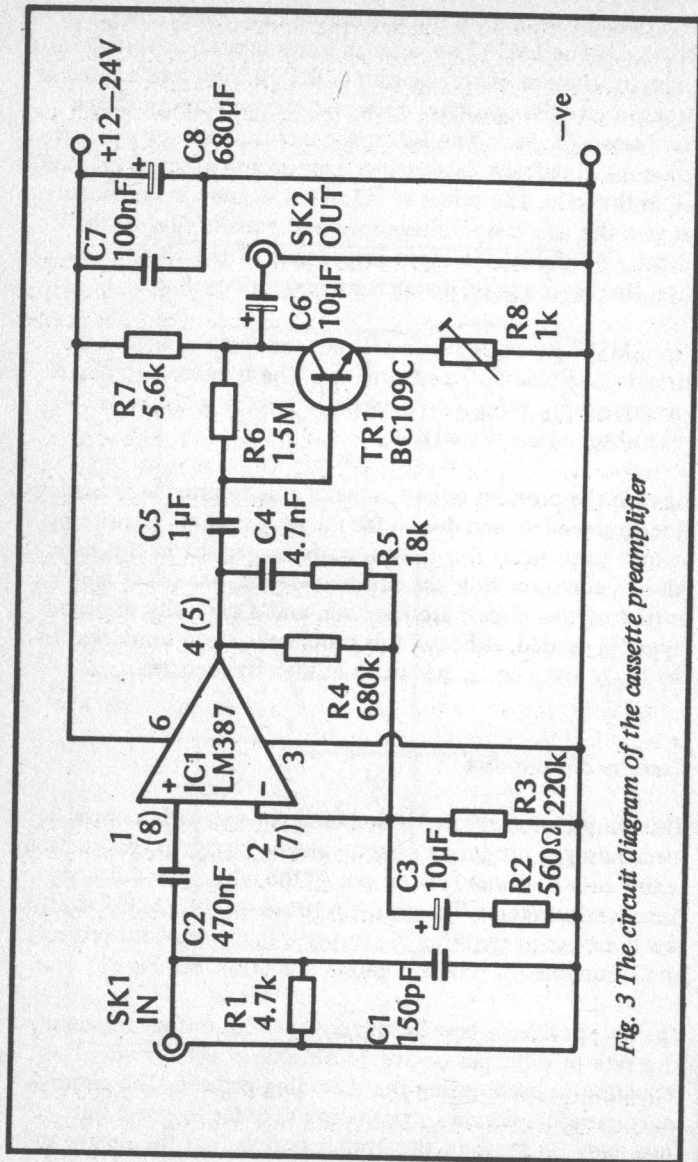 SK1
IN
C2
470nF
R1
4.7k
C1
150pF
1
(8)
+
6
IC1
LM387
4 (5)
2
(7)
−
3
C3
+
10µF
R2
560Ω
R3
220k
R4
680k
C5
1µF
C4
4.7nF
R5
18k
R6
1.5M
R7
5.6k
TR1
BC109C
R8
1k
C6
10µF
+
SK2
OUT
C7
100nF
C8
680µF
+
+12–24V
−ve
Fig. 3 The circuit diagram of the cassette preamplifier